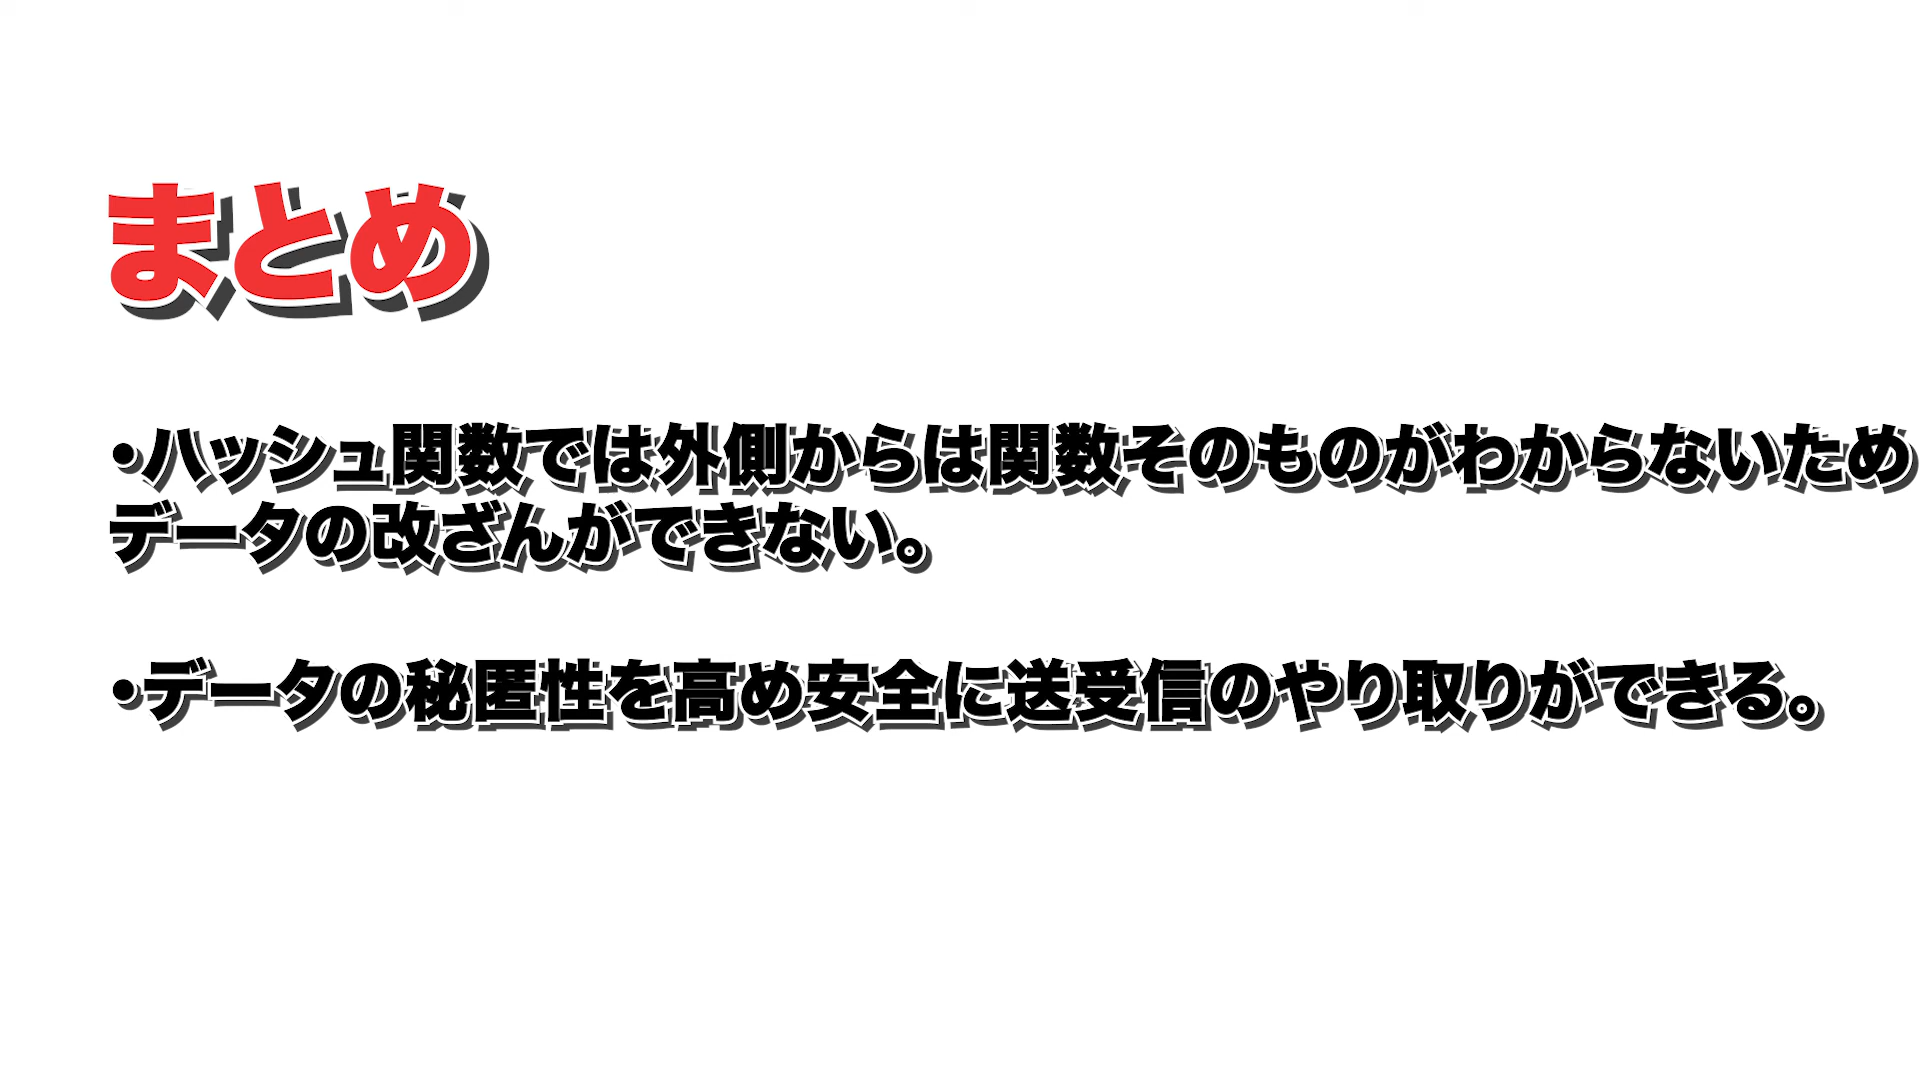 まとめ
・ハッシュ関数では外側からは関数そのものがわからないため
データの改ざんができない。
・データの秘匿性を高め安全に送受信のやり取りができる。